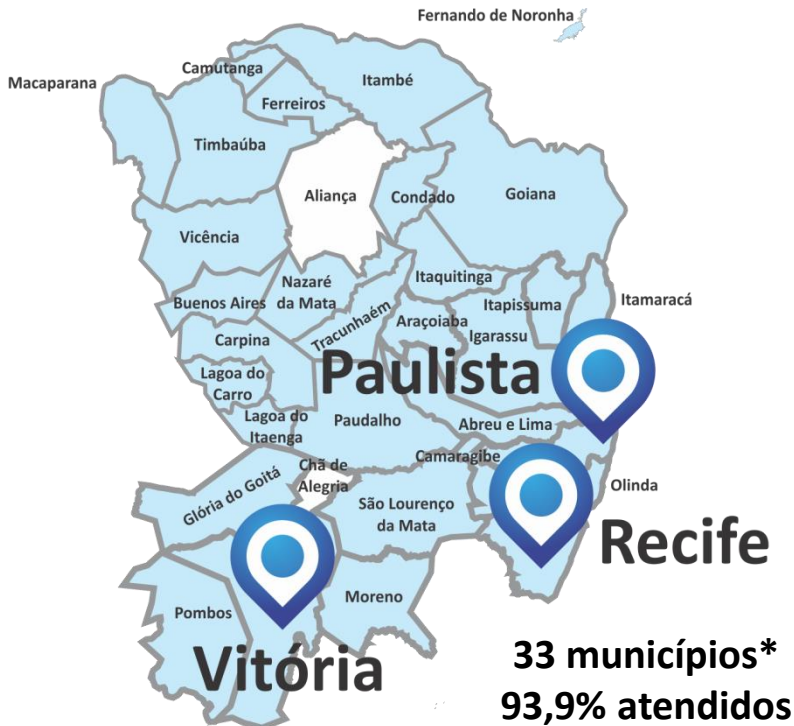 Fernando de Noronha
Camutanga
Macaparana
Itambé
Ferreiros
Timbaúba
Aliança
Condado
Goiana
Vicência
Itaquitinga
Nazaré
da Mata
Buenos Aires
Itapissuma
Itamaracá
Tracunhaém
Araçoiaba
Igarassu
Carpina
Paulista
Lagoa do
Carro
Lagoa do
Itaenga
Paudalho
Abreu e Lima
Camaragibe
Chã de
Alegria
Glória do Goitá
Olinda
São Lourenço
da Mata
Recife
Pombos
Moreno
Vitória
33 municípios*
93,9% atendidos